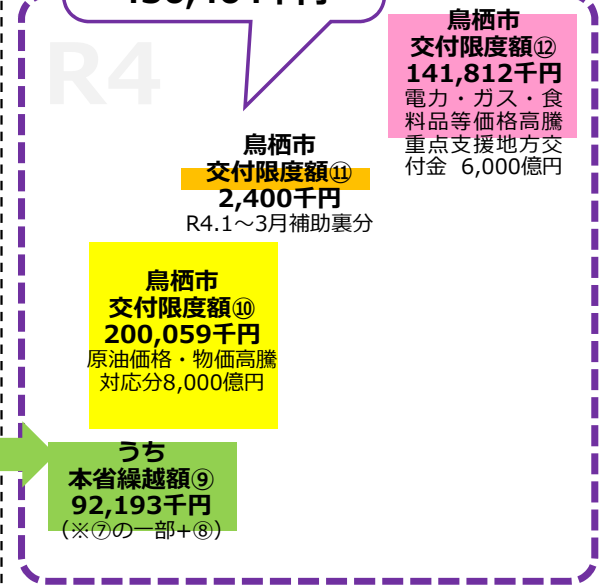 R4
鳥栖市
交付限度額⑫
141,812千円
電力・ガス・食
料品等価格高騰
重点支援地方交
付金 6,000億円
鳥栖市
交付限度額⑪
2,400千円
R4.1～3月補助裏分
鳥栖市
交付限度額⑩
200,059千円
原油価格・物価高騰
対応分8,000億円
うち
本省繰越額⑨
92,193千円
（※⑦の一部+⑧）